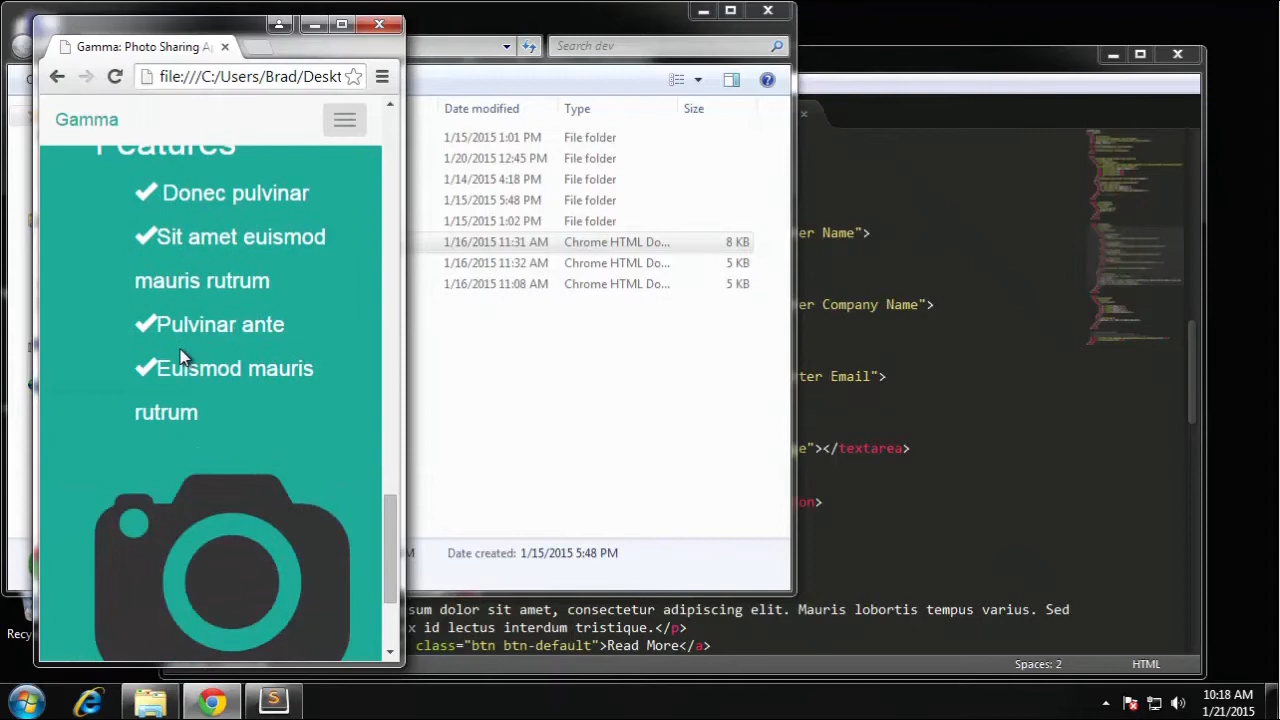 Gamma: Photo Sharing Ap
file:///C:/Users/Brad/Deskt
Gamma
Features
Donec pulvinar
Sit amet euismod
mauris rutrum
Pulvinar ante
Euismod mauris
rutrum
Search dev
Date modified Type Size
1/15/2015 1:01 PM File folder
1/20/2015 12:45 PM File folder
1/14/2015 4:18 PM File folder
1/15/2015 5:48 PM File folder
1/15/2015 1:02 PM File folder
1/16/2015 11:31 AM Chrome HTML Do... 8 KB
1/16/2015 11:32 AM Chrome HTML Do... 5 KB
1/16/2015 11:08 AM Chrome HTML Do... 5 KB
Date created: 1/15/2015 5:48 PM
er Name">
er Company Name">
ter Email">
e"></textarea>
on>
sum dolor sit amet, consectetur adipiscing elit. Mauris lobortis tempus varius. Sed
x id lectus interdum tristique.</p>
class="btn btn-default">Read More</a>
Spaces: 2 HTML
Recy
10:18 AM
1/21/2015